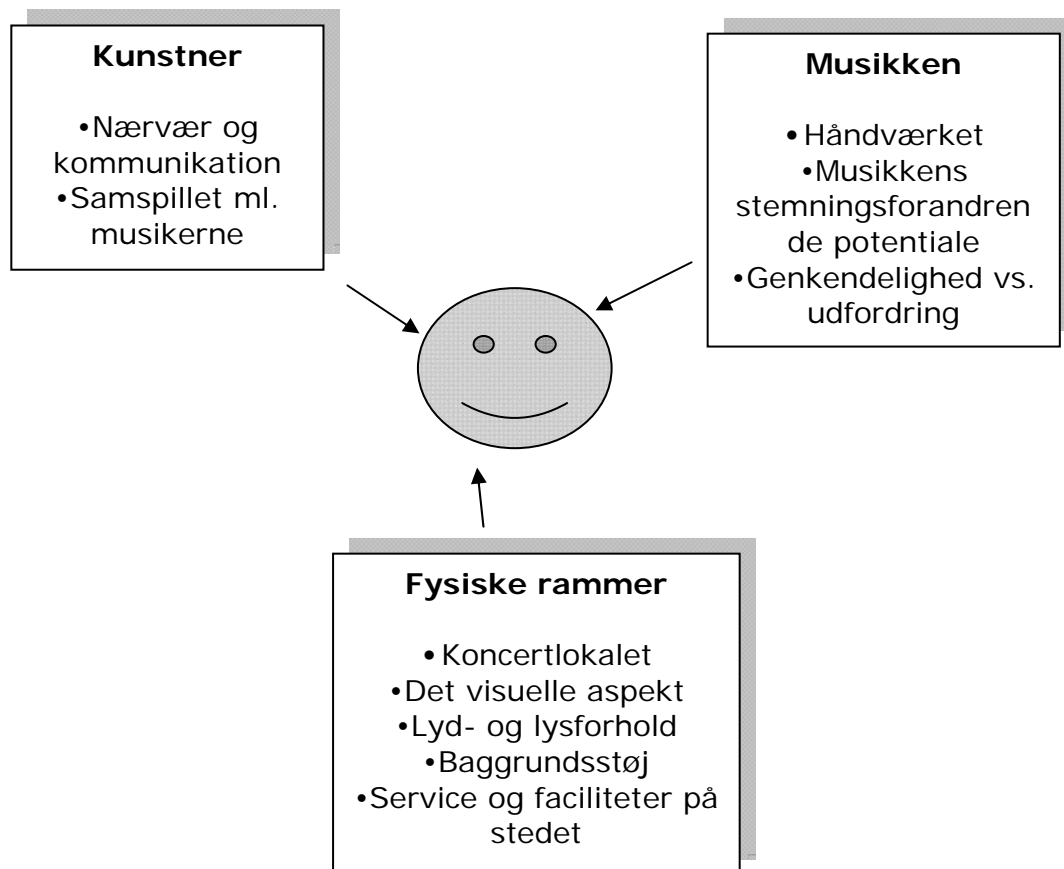 Kunstner
•Nærvær og
kommunikation
•Samspillet ml.
musikerne
Musikken
•Håndværket
•Musikkens
stemningsforandren
de potentiale
•Genkendelighed vs.
udfordring
Fysiske rammer
•Koncertlokalet
•Det visuelle aspekt
•Lyd- og lysforhold
•Baggrundsstøj
•Service og faciliteter på
stedet